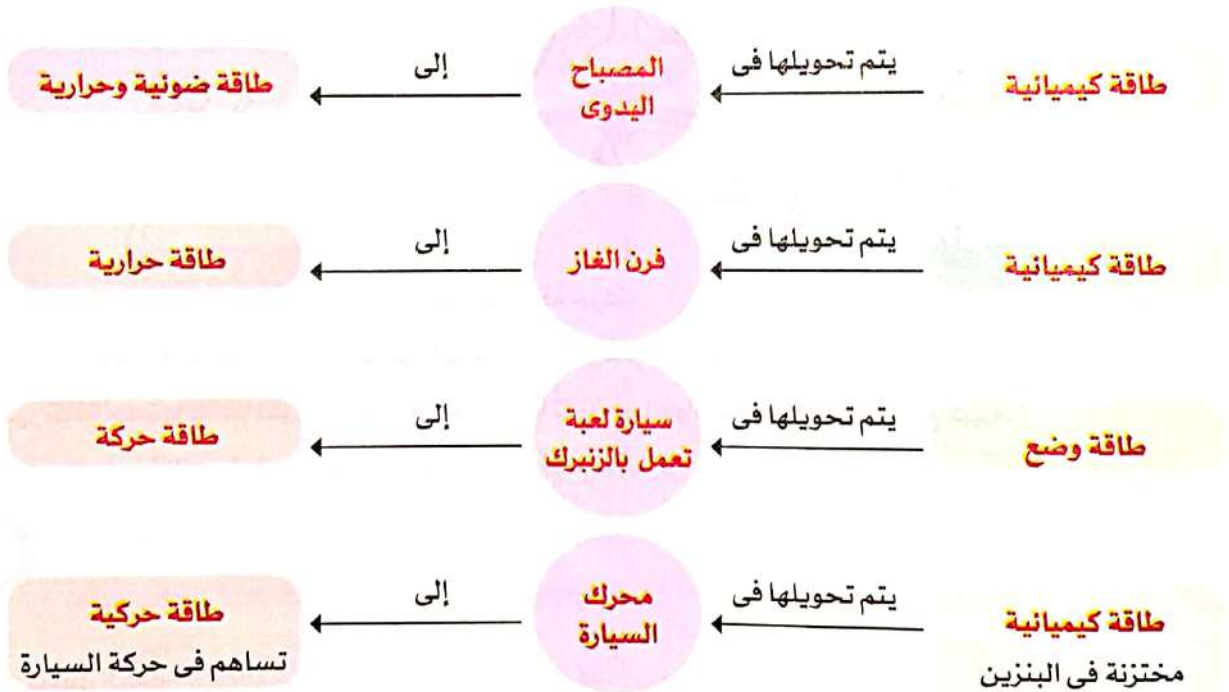 طاقة كيميائية
يتم تحويلها فى
المصباح
اليدوى
إلى
طاقة ضوئية وحرارية
طاقة كيميائية
يتم تحويلها فى
فرن الغاز
إلى
طاقة حرارية
طاقة وضع
يتم تحويلها فى
سيارة لعبة
تعمل بالزنبرك
إلى
طاقة حركة
طاقة كيميائية
مختزنة فى البنزين
يتم تحويلها فى
محرك
السيارة
إلى
طاقة حركية
تساهم فى حركة السيارة